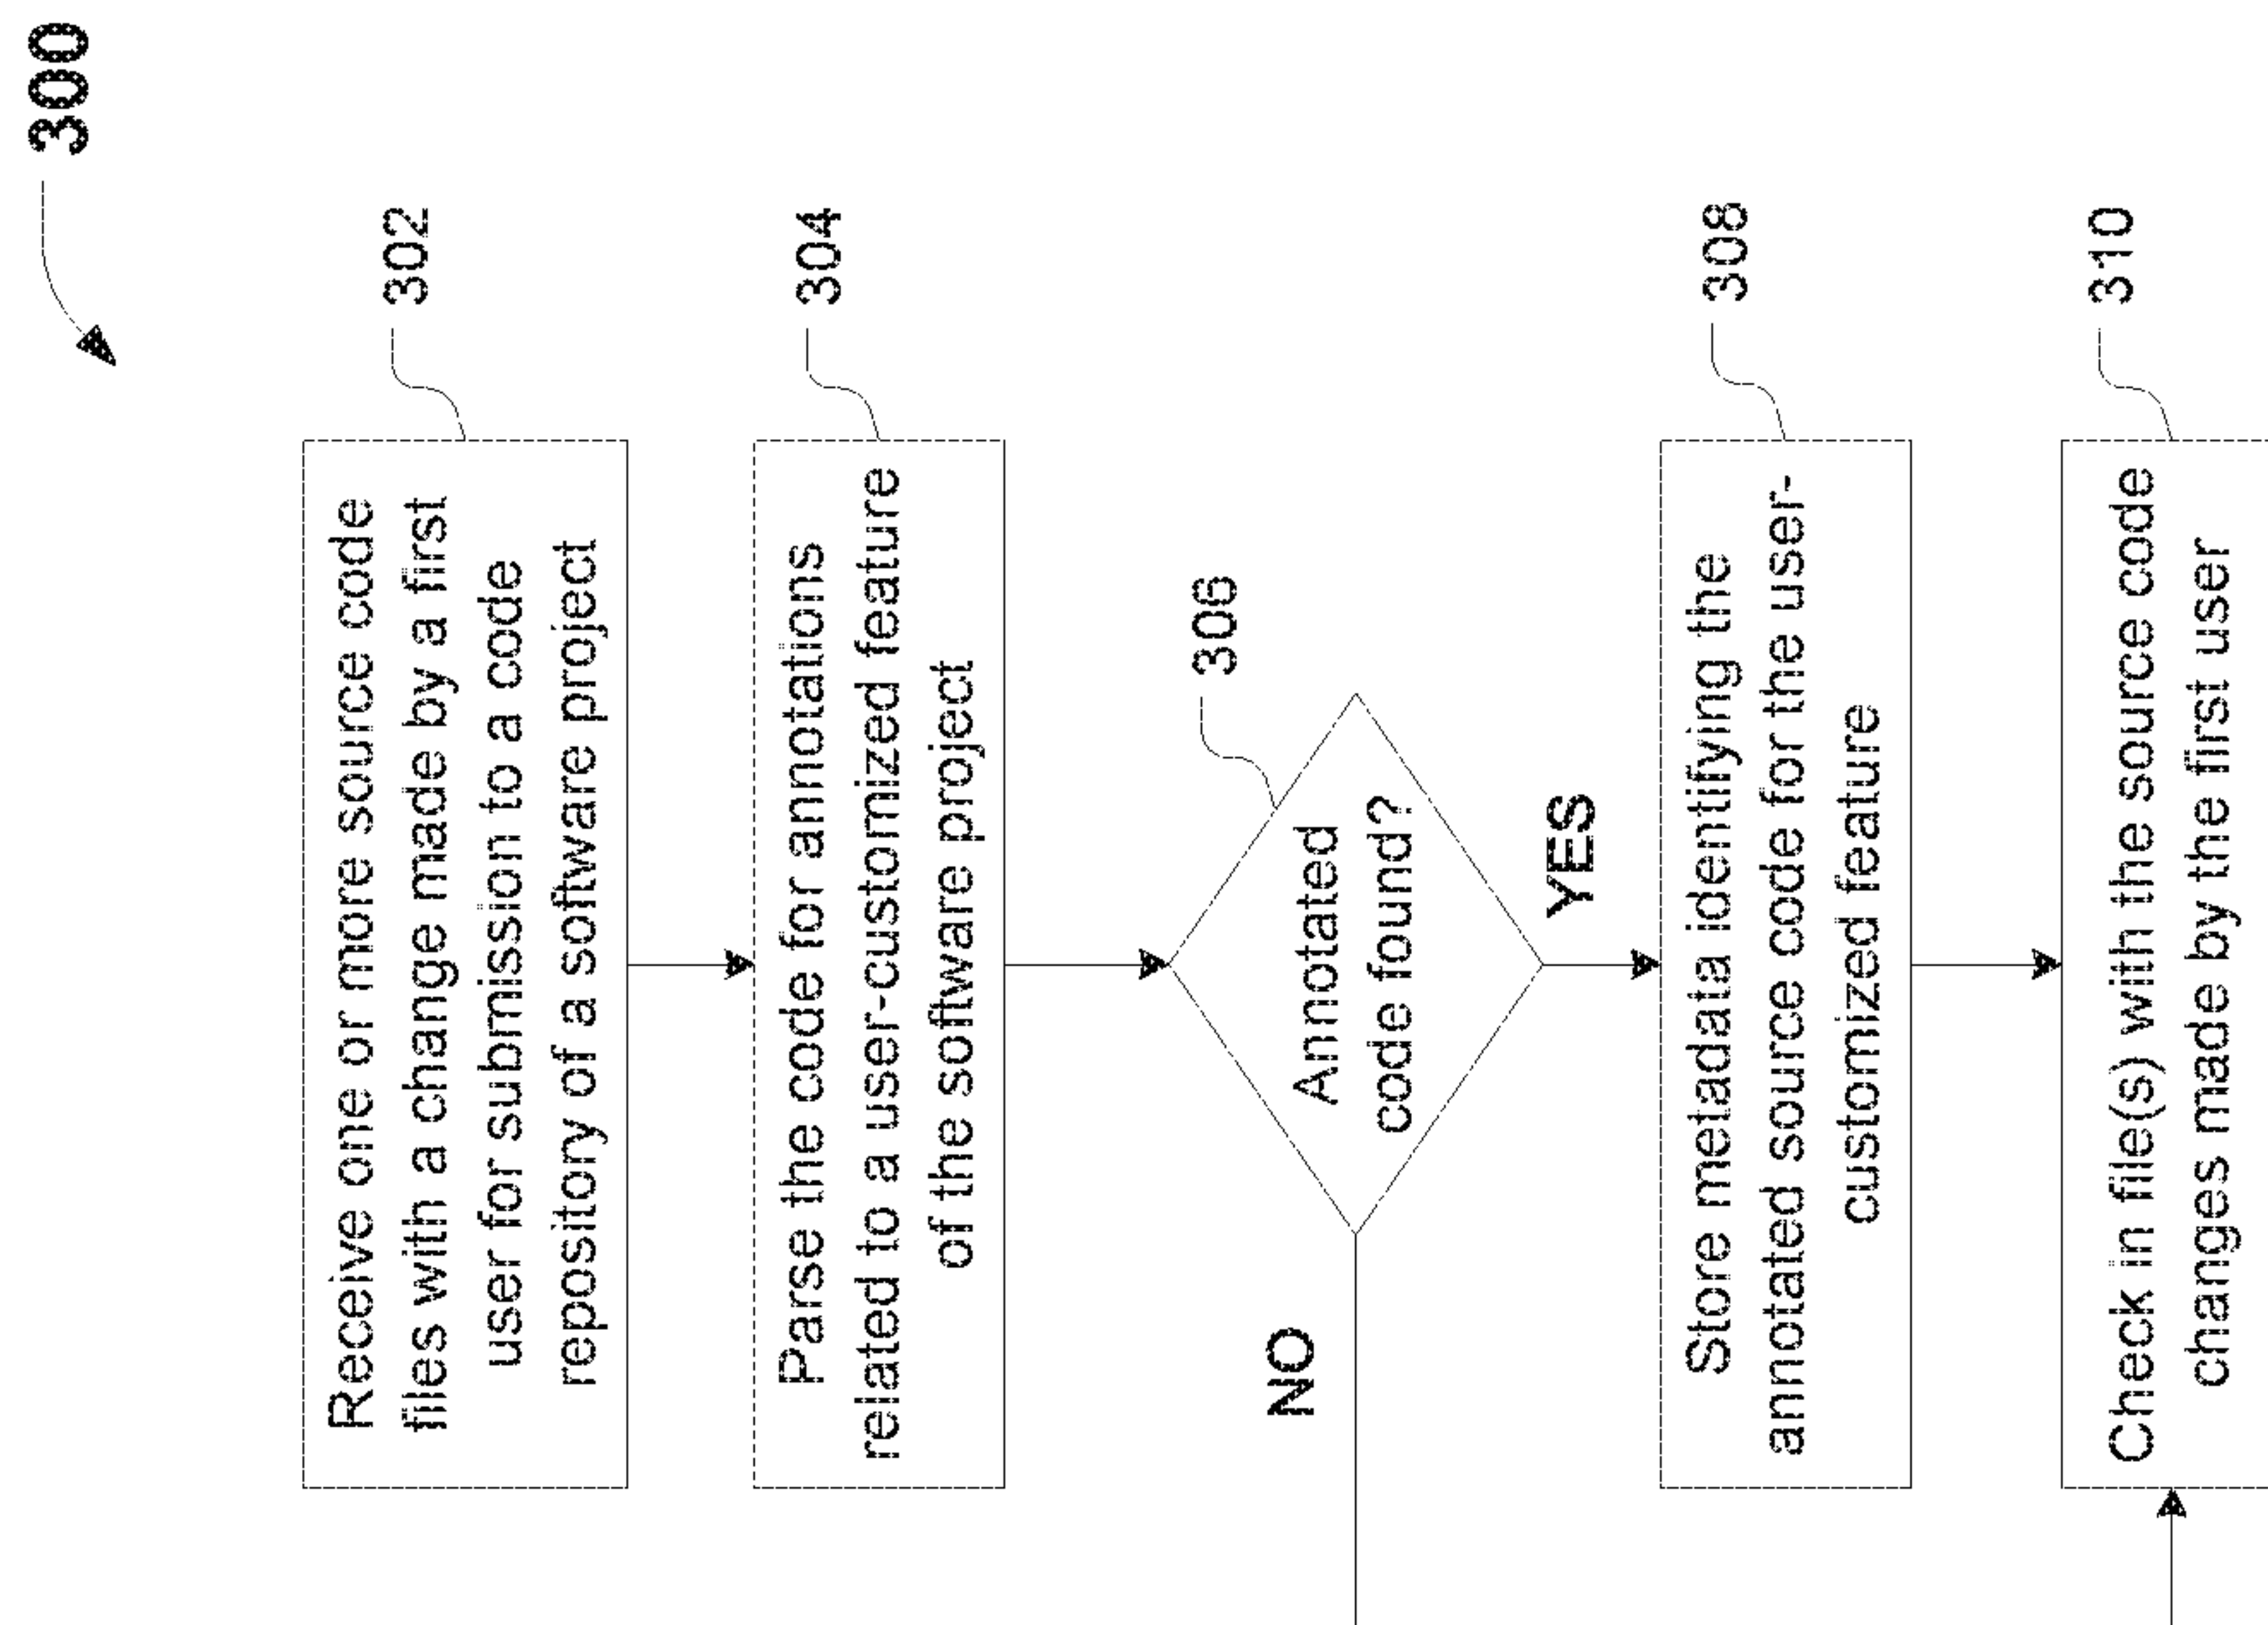 300
302
Receive one or more source code
files with a change made by a first
user for submission to a code
repository of a software project
304
Parse the code for annotations
related to a user-customized feature
of the software project
306
Annotated
code found?
NO
YES
308
Store metadata identifying the
annotated source code for the user-
customized feature
310
Check in file(s) with the source code
changes made by the first user